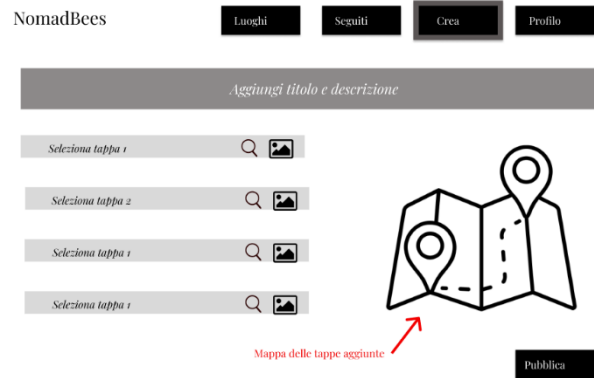 NomadBees
Luoghi
Seguiti
Crea
Profilo
Aggiungi titolo e descrizione
Seleziona tappa 1
Seleziona tappa 2
Seleziona tappa 1
Seleziona tappa 1
Mappa delle tappe aggiunte
Pubblica